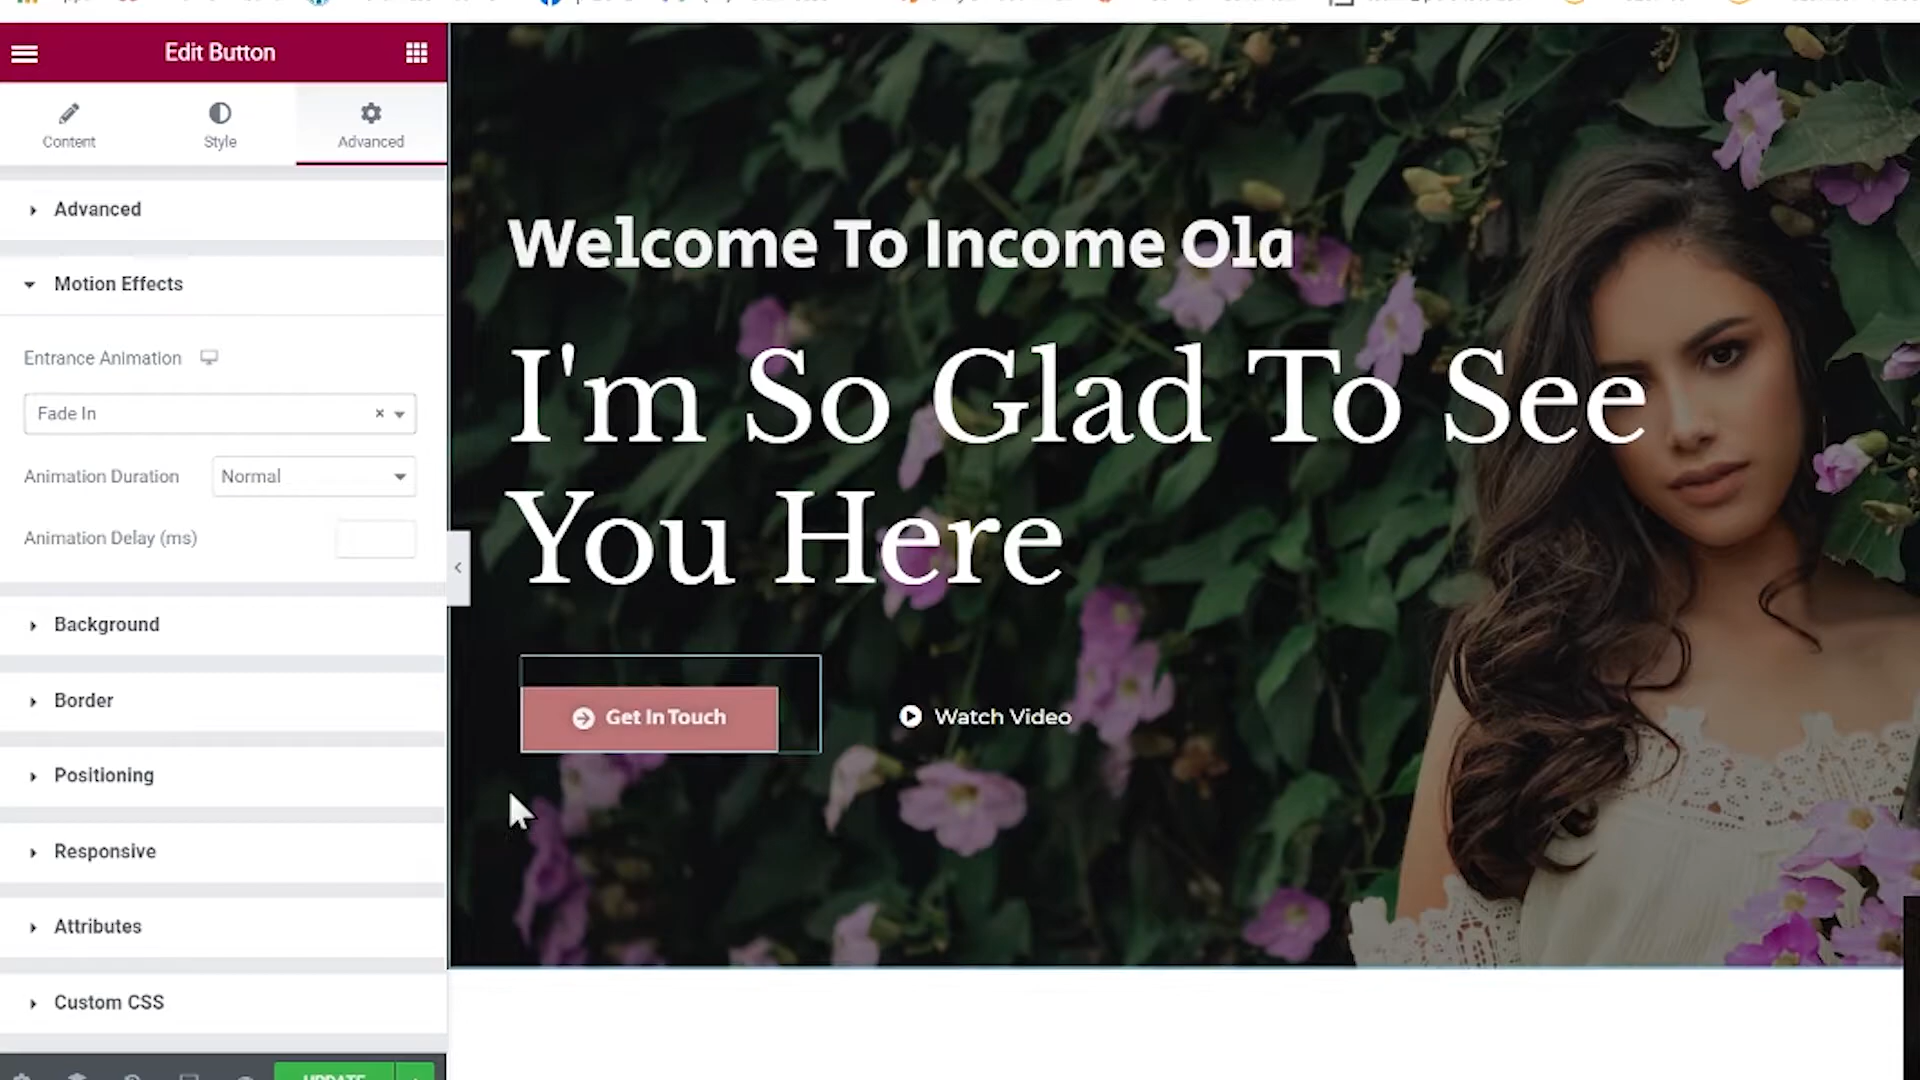 Edit Button
Content
Style
Advanced
Advanced
Motion Effects
Entrance Animation
Fade In
Animation Duration
Normal
Animation Delay (ms)
Background
Border
Positioning
Responsive
Attributes
Custom CSS
UPDATE
Welcome To Income Ola
I'm So Glad To See
You Here
Get In Touch
Watch Video